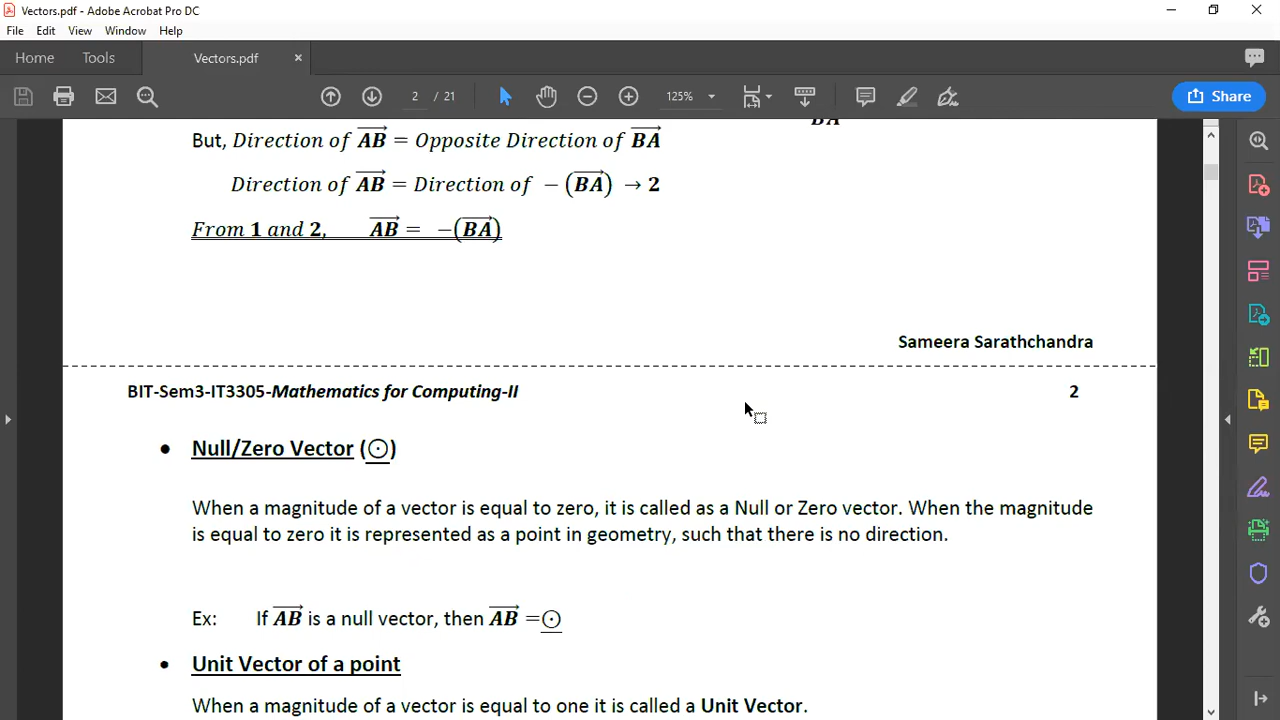 Vectors.pdf - Adobe Acrobat Pro DC
File Edit View Window Help
Home Tools Vectors.pdf ×
2 / 21 125% Share
BA
But, Direction of AB⃗ = Opposite Direction of BA⃗
Direction of AB⃗ = Direction of − (BA⃗) → 2
From 1 and 2, AB⃗ = −(BA⃗)
Sameera Sarathchandra
BIT-Sem3-IT3305-Mathematics for Computing-II 2
• Null/Zero Vector (⊙)
When a magnitude of a vector is equal to zero, it is called as a Null or Zero vector. When the magnitude
is equal to zero it is represented as a point in geometry, such that there is no direction.
Ex: If AB⃗ is a null vector, then AB⃗ =⊙
• Unit Vector of a point
When a magnitude of a vector is equal to one it is called a Unit Vector.